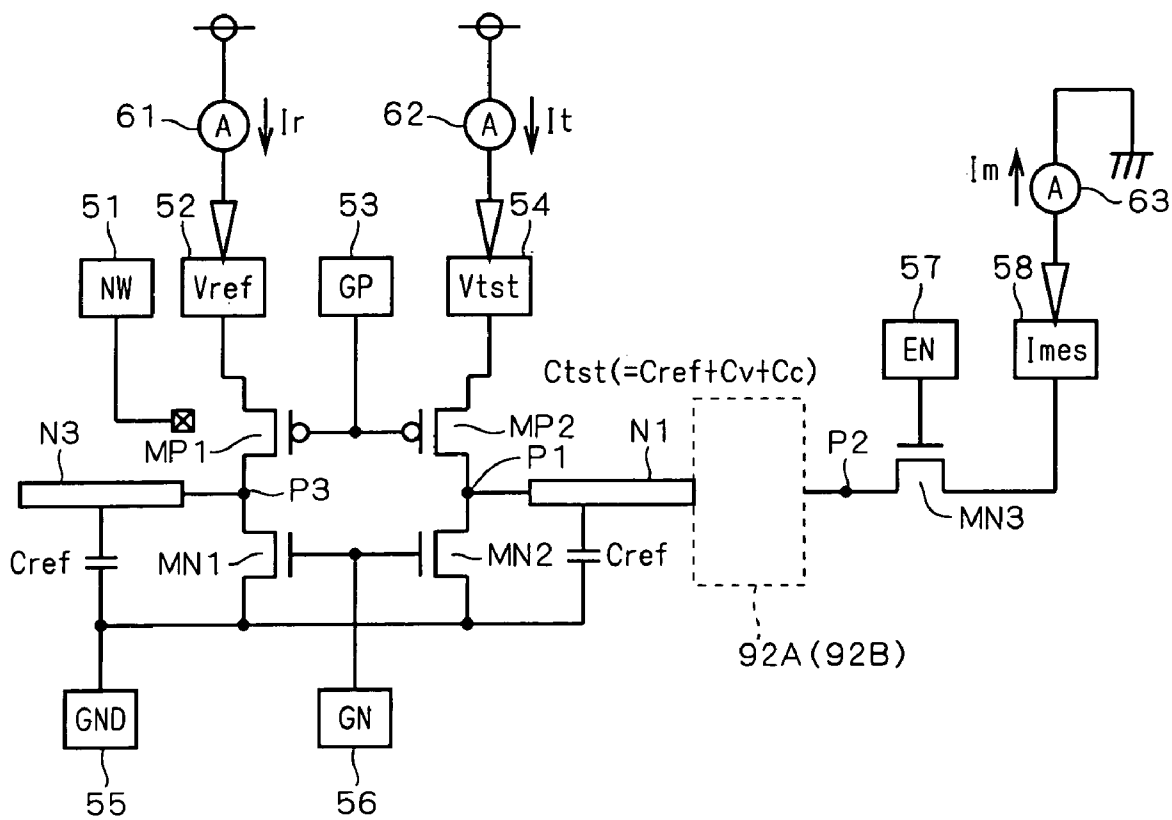 61
A
Ir
62
A
It
Im
A
63
51
52
53
54
57
58
NW
Vref
GP
Vtst
EN
Imes
Ctst(=Cref+Cv+Cc)
N3
MP1
MP2
N1
P3
P1
P2
MN3
Cref
MN1
MN2
Cref
92A(92B)
GND
GN
55
56